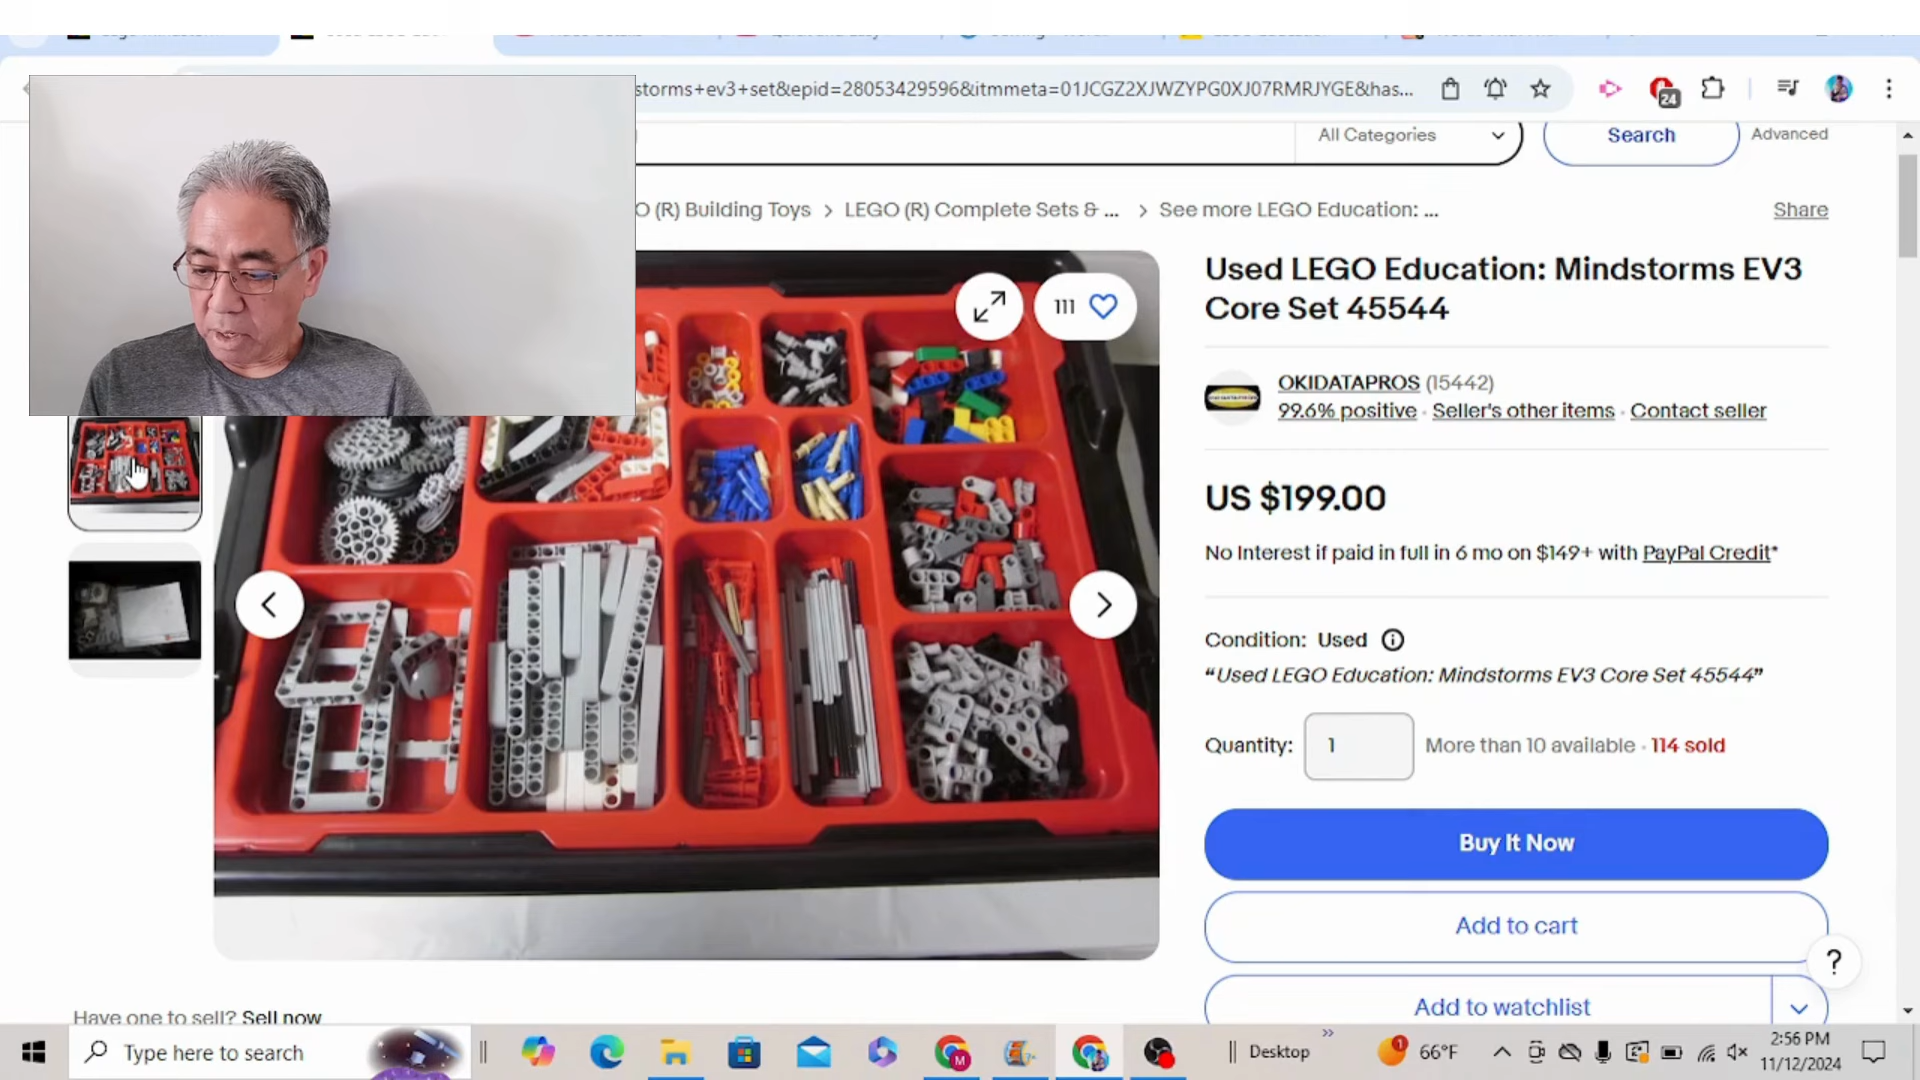 storms+ev3+set&epid=28053429596&itmmeta=01JCGZ2XJWZYPG0XJ07RMRJYGE&has...
24
All Categories
Search
Advanced
O (R) Building Toys > LEGO (R) Complete Sets & ... > See more LEGO Education: ...
Share
111
Used LEGO Education: Mindstorms EV3
Core Set 45544
OKIDATAPROS (15442)
99.6% positive · Seller's other items · Contact seller
US $199.00
No Interest if paid in full in 6 mo on $149+ with PayPal Credit*
Condition: Used
“Used LEGO Education: Mindstorms EV3 Core Set 45544”
Quantity: 1 More than 10 available · 114 sold
Buy It Now
Add to cart
?
Add to watchlist
Have one to sell? Sell now
Type here to search
Desktop
1
66°F
2:56 PM
11/12/2024